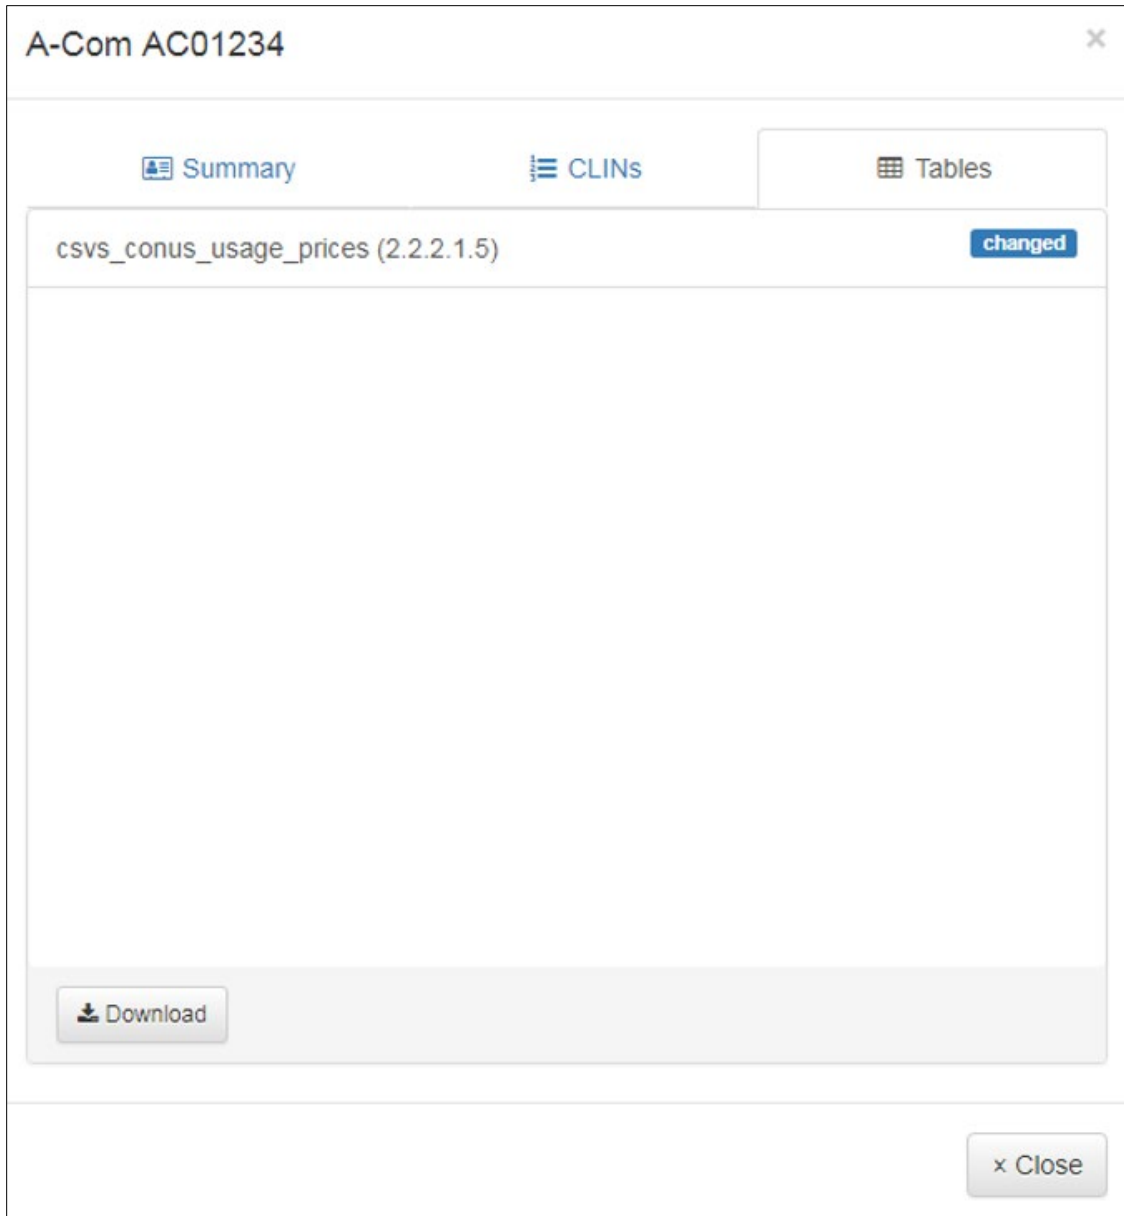 A-Com AC01234
×
Summary
CLINs
Tables
csvs_conus_usage_prices (2.2.2.1.5)
changed
Download
× Close